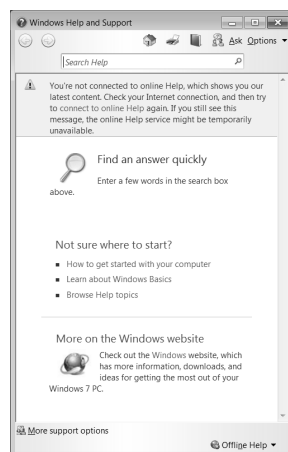 Windows Help and Support
Ask Options
Search Help
You're not connected to online Help, which shows you our
latest content. Check your Internet connection, and then try
to connect to online Help again. If you still see this
message, the online Help service might be temporarily
unavailable.
Find an answer quickly
Enter a few words in the search box
above.
Not sure where to start?
How to get started with your computer
Learn about Windows Basics
Browse Help topics
More on the Windows website
Check out the Windows website, which
has more information, downloads, and
ideas for getting the most out of your
Windows 7 PC.
More support options
Offline Help